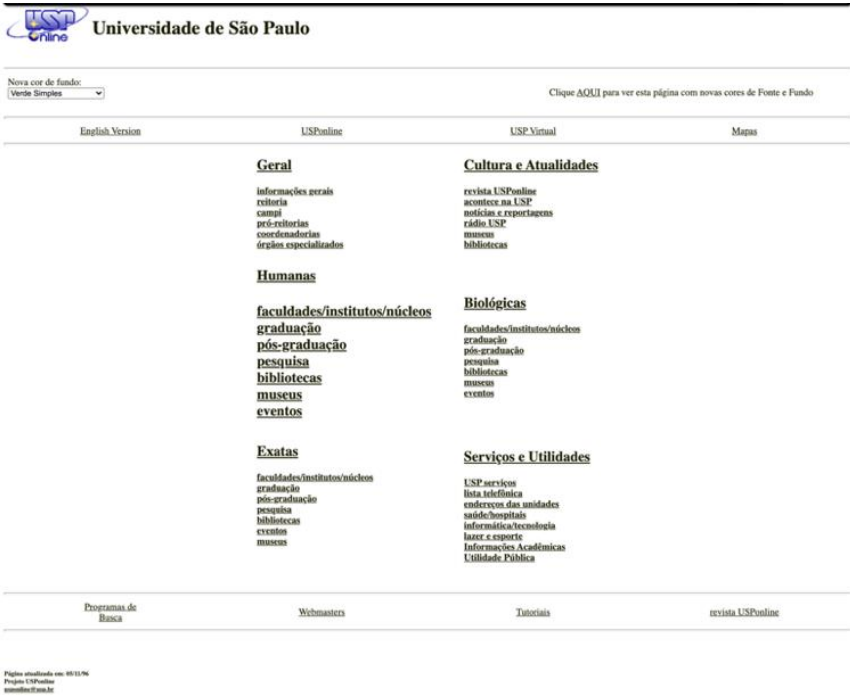 USP
Online
Universidade de São Paulo
Nova cor de fundo:
Verde Simples
Clique AQUI para ver esta página com novas cores de Fonte e Fundo
English Version
USPonline
USP Virtual
Mapas
Geral
informações gerais
reitoria
campi
pró-reitorias
coordenadorias
órgãos especializados
Cultura e Atualidades
revista USPonline
acontece na USP
notícias e reportagens
rádio USP
museus
bibliotecas
Humanas
faculdades/institutos/núcleos
graduação
pós-graduação
pesquisa
bibliotecas
museus
eventos
Biológicas
faculdades/institutos/núcleos
graduação
pós-graduação
pesquisa
bibliotecas
museus
eventos
Exatas
faculdades/institutos/núcleos
graduação
pós-graduação
pesquisa
bibliotecas
eventos
museus
Serviços e Utilidades
USP serviços
lista telefônica
endereços das unidades
saúde/hospitais
informática/tecnologia
lazer e esporte
Informações Acadêmicas
Utilidade Pública
Programas de
Busca
Webmasters
Tutoriais
revista USPonline
Página atualizada em: 05/11/96
Projeto USPonline
usponline@usp.br